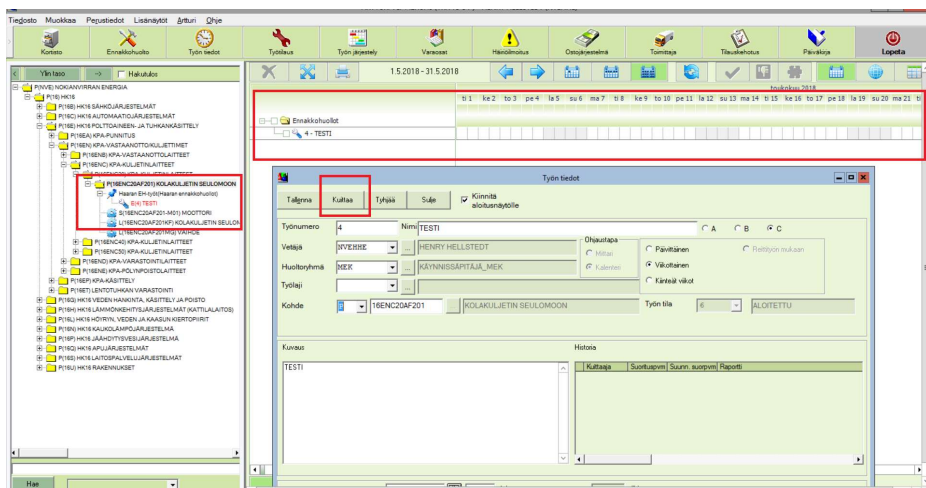 Tiedosto Muokkaa Perustiedot Lisänäytöt Artturi Ohje
Kortisto Ennakkohuolto Työn tiedot Työtilaus Työn järjestely Varaosat Häiriöilmoitus Ostojärjestelmä Toimittaja Tilauskehotus Päiväkirja Lopeta
< Ylin taso --> Hakutulos
1.5.2018 - 31.5.2018
toukokuu 2018
ti 1 ke 2 to 3 pe 4 la 5 su 6 ma 7 ti 8 ke 9 to 10 pe 11 la 12 su 13 ma 14 ti 15 ke 16 to 17 pe 18 la 19 su 20 ma 21 ti
Ennakkohuollot
4 - TESTI
P(NVE) NOKIANVIRRAN ENERGIA
P(16) HK16
P(16B) HK16 SÄHKÖJÄRJESTELMÄT
P(16C) HK16 AUTOMAATIOJÄRJESTELMÄT
P(16E) HK16 POLTTOAINEEN- JA TUHKANKÄSITTELY
P(16EA) KPA-PUNNITUS
P(16EN) KPA-VASTAANOTTO/KULJETTIMET
P(16ENB) KPA-VASTAANOTTOLAITTEET
P(16ENC) KPA-KULJETINLAITTEET
P(16ENC20AF201) KOLAKULJETIN SEULOMOON
Haaran EH-työt(Haaran ennakkohuollot)
E(4) TESTI
S(16ENC20AF201-M01) MOOTTORI
L(16ENC20AF201KF) KOLAKULJETIN SEULOM
L(16ENC20AF201MG) VAIHDE
P(16ENC40) KPA-KULJETINLAITTEET
P(16ENC50) KPA-KULJETINLAITTEET
P(16END) KPA-VARASTOINTILAITTEET
P(16ENE) KPA-PÖLYNPOISTOLAITTEET
P(16EP) KPA-KÄSITTELY
P(16ET) LENTOTUHKAN VARASTOINTI
P(16G) HK16 VEDEN HANKINTA, KÄSITTELY JA POISTO
P(16H) HK16 LÄMMÖNKEHITYSJÄRJESTELMÄT (KATTILALAITOS)
P(16L) HK16 HÖYRYN, VEDEN JA KAASUN KIERTOPIIRIT
P(16N) HK16 KAUKOLÄMPÖJÄRJESTELMÄ
P(16P) HK16 JÄÄHDYTYSVESIJÄRJESTELMÄT
P(16Q) HK16 APUJÄRJESTELMÄT
P(16S) HK16 LAITOSPALVELUJÄRJESTELMÄT
P(16U) HK16 RAKENNUKSET
Hae
Työn tiedot
Tallenna Kuittaa Tyhjää Sulje Kiinnitä
aloitusnäytölle
Työnumero 4 Nimi TESTI A B C
Vetäjä NVEHHE ... HENRY HELLSTEDT
Huoltoryhmä MEK ... KÄYNNISSÄPITÄJÄ_MEK
Työlaji ...
Ohjaustapa
Mittari
Kalenteri
Päivittäinen
Viikottainen
Kiinteät viikot
Reittityön mukaan
Kohde P 16ENC20AF201 ... KOLAKULJETIN SEULOMOON Työn tila 6 ALOITETTU
Kuvaus
TESTI
Historia
Kuittaaja Suorituspvm Suunn. suorpvm Raportti